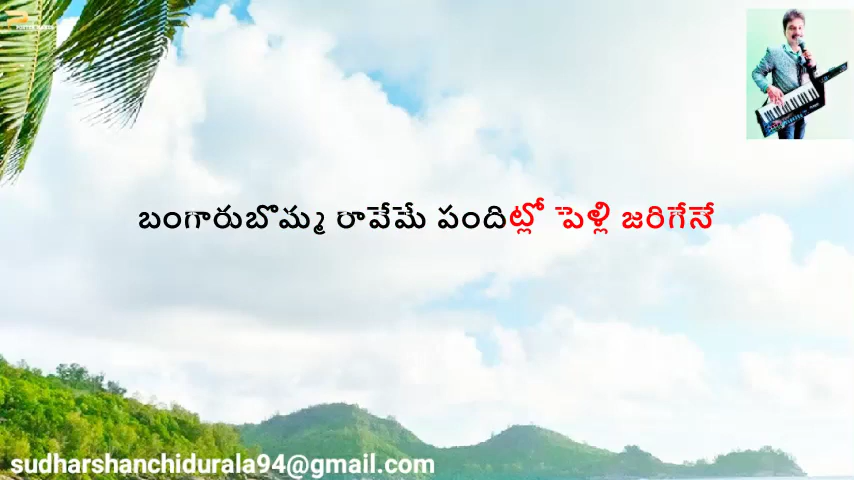 బంగారుబొమ్మ రావేమే పందిట్లో పెళ్లి జరిగేనే
sudharshanchidurala94@gmail.com